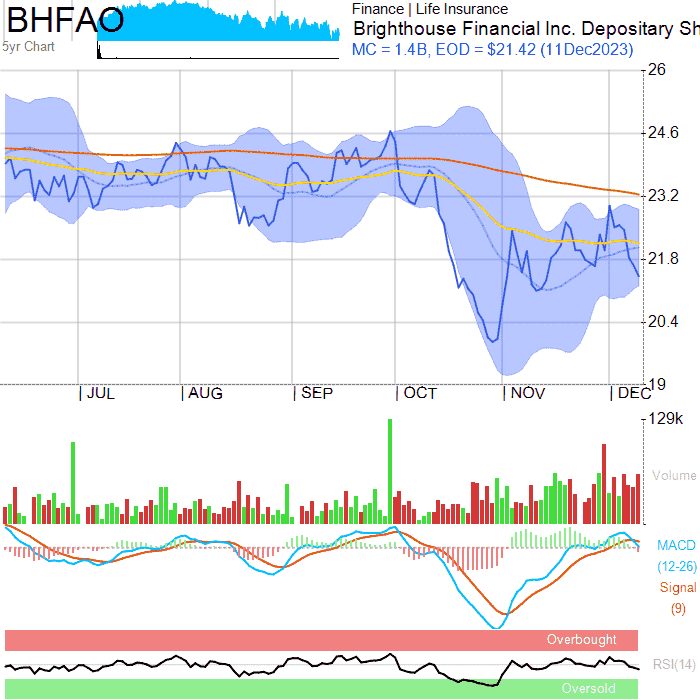 BHFAO
Finance | Life Insurance
Brighthouse Financial Inc. Depositary Sh
MC = 1.4B, EOD = $21.42 (11Dec2023)
5yr Chart
26
24.6
23.2
21.8
20.4
19
| JUL | AUG | SEP | OCT | NOV | DEC
129k
Volume
MACD
(12-26)
Signal
(9)
Overbought
RSI(14)
Oversold